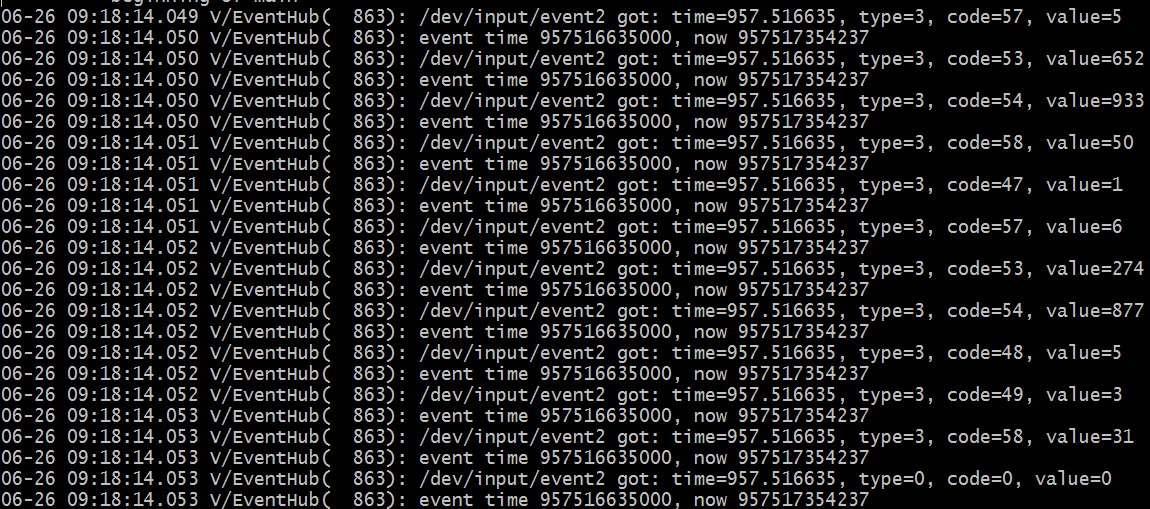 beginning of main
06-26 09:18:14.049 V/EventHub(  863): /dev/input/event2 got: time=957.516635, type=3, code=57, value=5
06-26 09:18:14.050 V/EventHub(  863): event time 957516635000, now 957517354237
06-26 09:18:14.050 V/EventHub(  863): /dev/input/event2 got: time=957.516635, type=3, code=53, value=652
06-26 09:18:14.050 V/EventHub(  863): event time 957516635000, now 957517354237
06-26 09:18:14.050 V/EventHub(  863): /dev/input/event2 got: time=957.516635, type=3, code=54, value=933
06-26 09:18:14.050 V/EventHub(  863): event time 957516635000, now 957517354237
06-26 09:18:14.051 V/EventHub(  863): /dev/input/event2 got: time=957.516635, type=3, code=58, value=50
06-26 09:18:14.051 V/EventHub(  863): event time 957516635000, now 957517354237
06-26 09:18:14.051 V/EventHub(  863): /dev/input/event2 got: time=957.516635, type=3, code=47, value=1
06-26 09:18:14.051 V/EventHub(  863): event time 957516635000, now 957517354237
06-26 09:18:14.051 V/EventHub(  863): /dev/input/event2 got: time=957.516635, type=3, code=57, value=6
06-26 09:18:14.052 V/EventHub(  863): event time 957516635000, now 957517354237
06-26 09:18:14.052 V/EventHub(  863): /dev/input/event2 got: time=957.516635, type=3, code=53, value=274
06-26 09:18:14.052 V/EventHub(  863): event time 957516635000, now 957517354237
06-26 09:18:14.052 V/EventHub(  863): /dev/input/event2 got: time=957.516635, type=3, code=54, value=877
06-26 09:18:14.052 V/EventHub(  863): event time 957516635000, now 957517354237
06-26 09:18:14.052 V/EventHub(  863): /dev/input/event2 got: time=957.516635, type=3, code=48, value=5
06-26 09:18:14.052 V/EventHub(  863): event time 957516635000, now 957517354237
06-26 09:18:14.052 V/EventHub(  863): /dev/input/event2 got: time=957.516635, type=3, code=49, value=3
06-26 09:18:14.053 V/EventHub(  863): event time 957516635000, now 957517354237
06-26 09:18:14.053 V/EventHub(  863): /dev/input/event2 got: time=957.516635, type=3, code=58, value=31
06-26 09:18:14.053 V/EventHub(  863): event time 957516635000, now 957517354237
06-26 09:18:14.053 V/EventHub(  863): /dev/input/event2 got: time=957.516635, type=0, code=0, value=0
06-26 09:18:14.053 V/EventHub(  863): event time 957516635000, now 957517354237